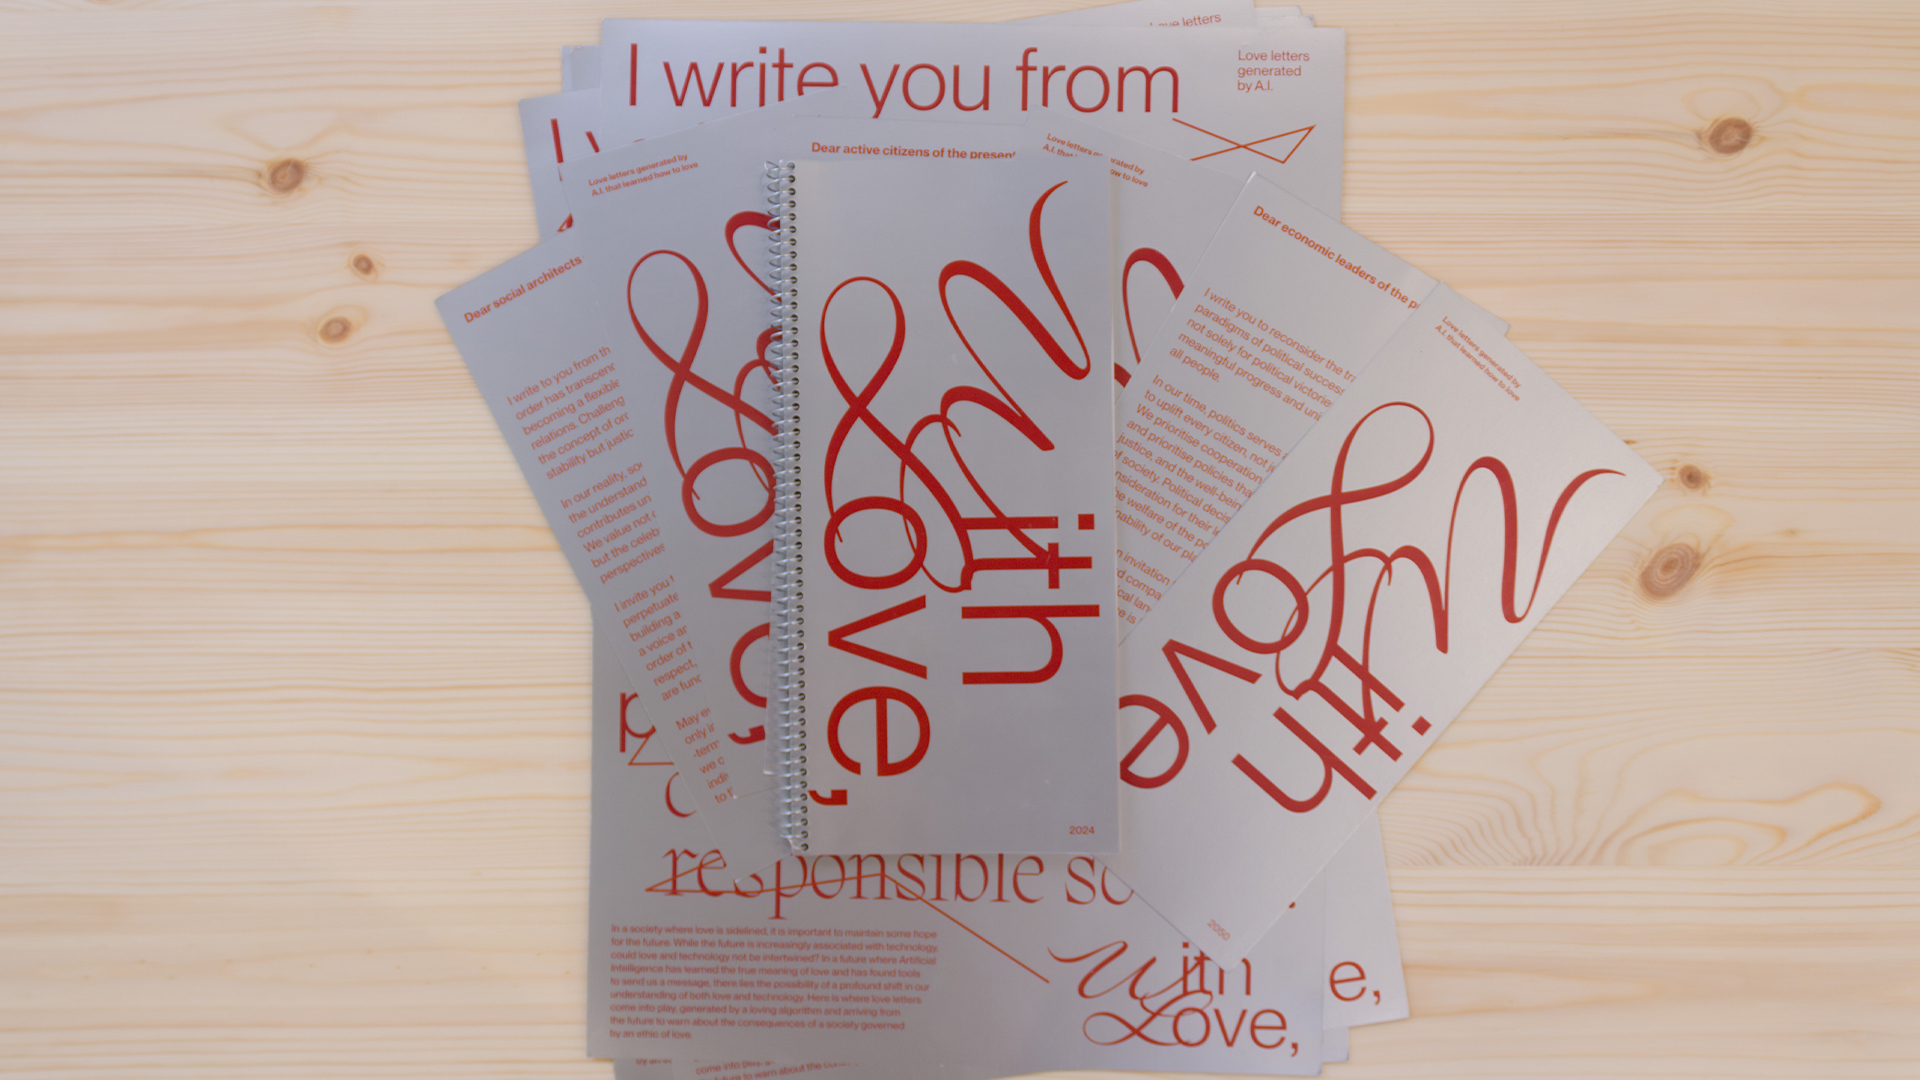 Love letters
I write you from
Love letters
generated
by A.I.
Love letters generated by
A.I. that learned how to love
Dear active citizens of the present
Love letters
A.I.
Dear social architects
I write to you from
order has transcen
becoming a flexible
relations. Challeng
the concept of
stability but justic
In our reality,
the understand
contributes un
We value not
but the celeb
perspective
I invite you
perpetuate
building a
a voice
order of
respect,
are func
May
only
-term
we c
indi
to
Love,
With
Love,
2024
Dear economic leaders of the p
I write you to reconsider the
paradigms of political success
not solely for political victorie
meaningful progress and uni
all people.
In our time, politics serves
to uplift every citizen, not
We prioritise cooperation
and prioritise policies tha
justice, and the well-bein
of society. Political decis
nsideration for their
he welfare of the
nability of our pl
n invitation
d compa
cal lan
e is
Love letters generated by
A.I. that learned how to love
With
Love
2050
responsible so
In a society where love is sidelined, it is important to maintain some hope
for the future. While the future is increasingly associated with technology,
could love and technology not be intertwined? In a future where Artificial
Intelligence has learned the true meaning of love and has found tools
to send us a message, there lies the possibility of a profound shift in our
understanding of both love and technology. Here is where love letters
come into play, generated by a loving algorithm and arriving from
the future to warn about the consequences of a society governed
by an ethic of love.
With
Love,
e,
come into
future to warn about the